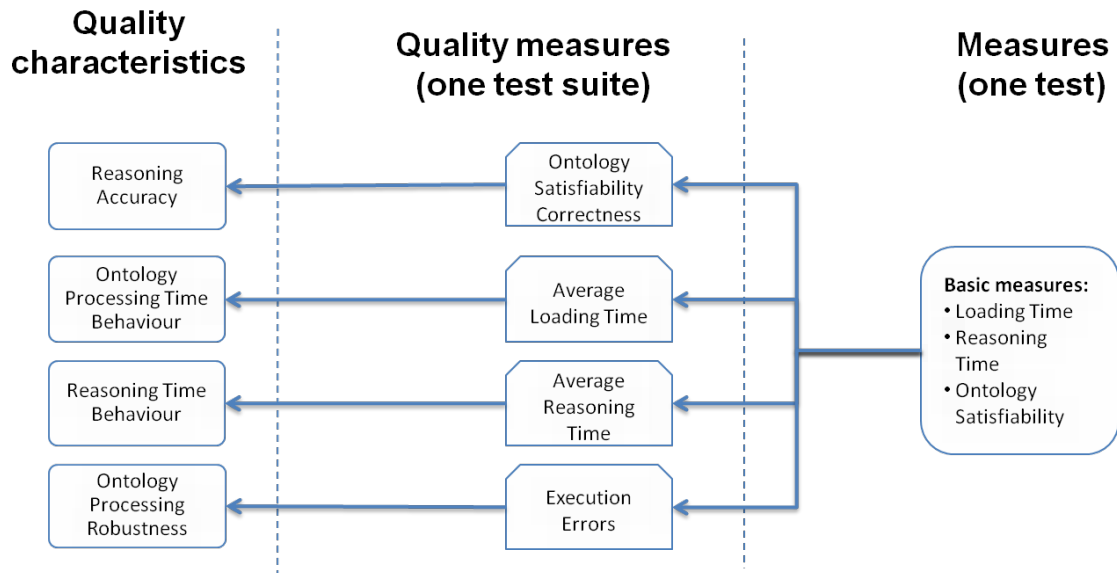 Quality
characteristics
Quality measures
(one test suite)
Measures
(one test)
Reasoning
Accuracy
Ontology
Satisfiability
Correctness
Ontology
Processing Time
Behaviour
Average
Loading Time
Basic measures:
• Loading Time
• Reasoning
Time
• Ontology
Satisfiability
Reasoning Time
Behaviour
Average
Reasoning
Time
Ontology
Processing
Robustness
Execution
Errors